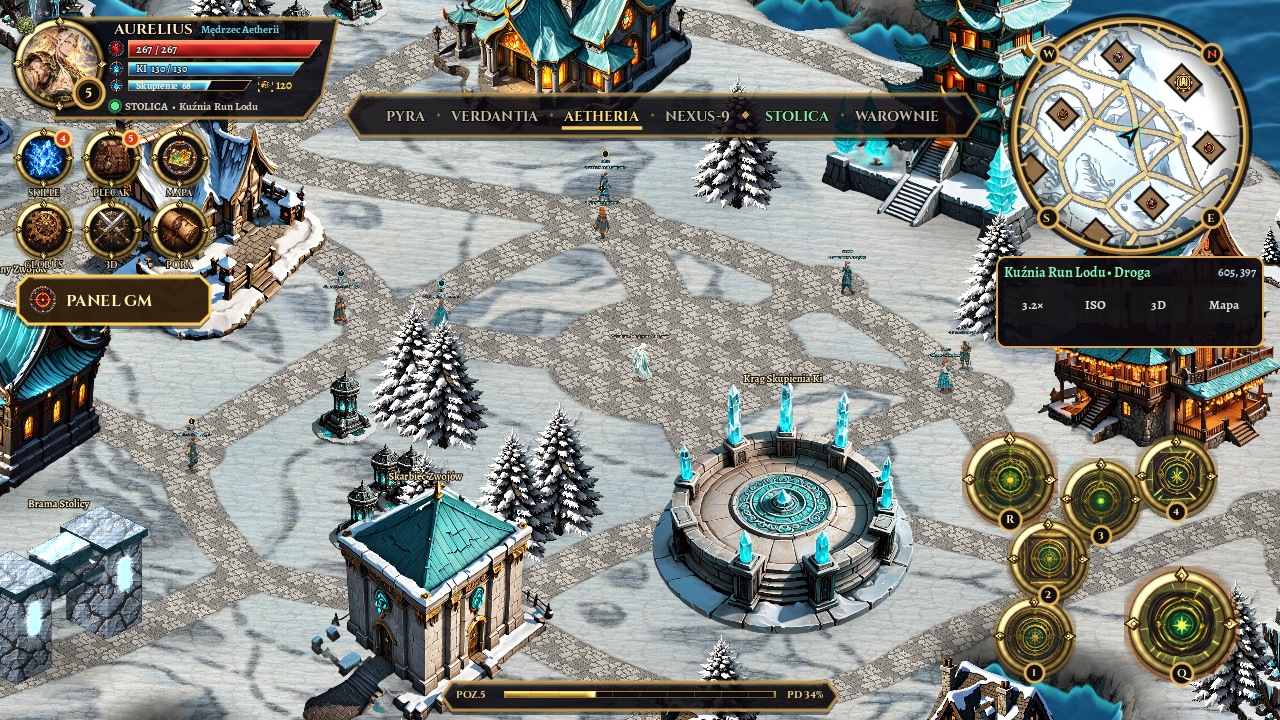 AURELIUS Mędrzec Aetherii
267 / 267
KI 130/130
Skupienie 68
120
5
STOLICA • Kuźnia Run Lodu
PYRA • VERDANTIA • AETHERIA • NEXUS-9 ◆ STOLICA • WAROWNIE
W
N
S
E
4
5
SKILLE
PLECAK
MAPA
GLOBUS
3D
PORA
ny Zwojów
PANEL GM
Kuźnia Run Lodu • Droga
605,397
3.2×
ISO
3D
Mapa
Krąg Skupienia Ki
Skarbiec Zwojów
Brama Stolicy
R
3
4
2
1
Q
POZ.5
PD 34%